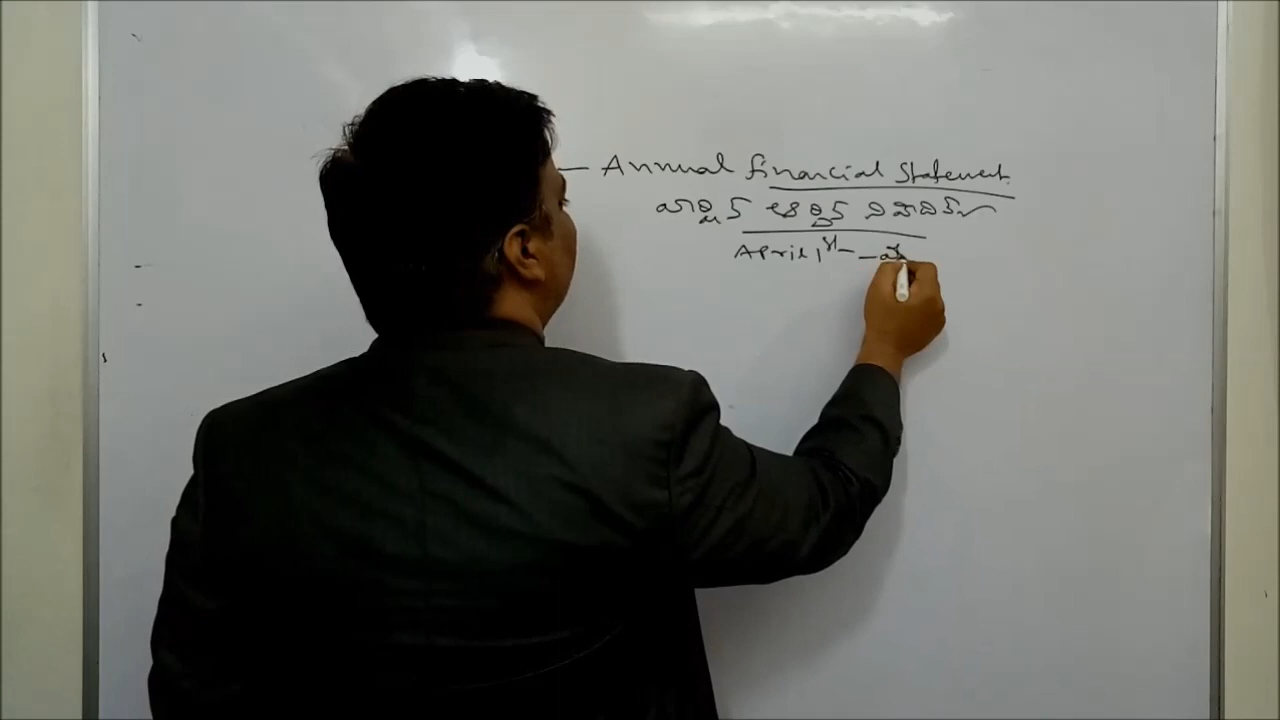 — Annual Financial Statement
వార్షిక ఆర్థిక నివేదిక
April 1st —